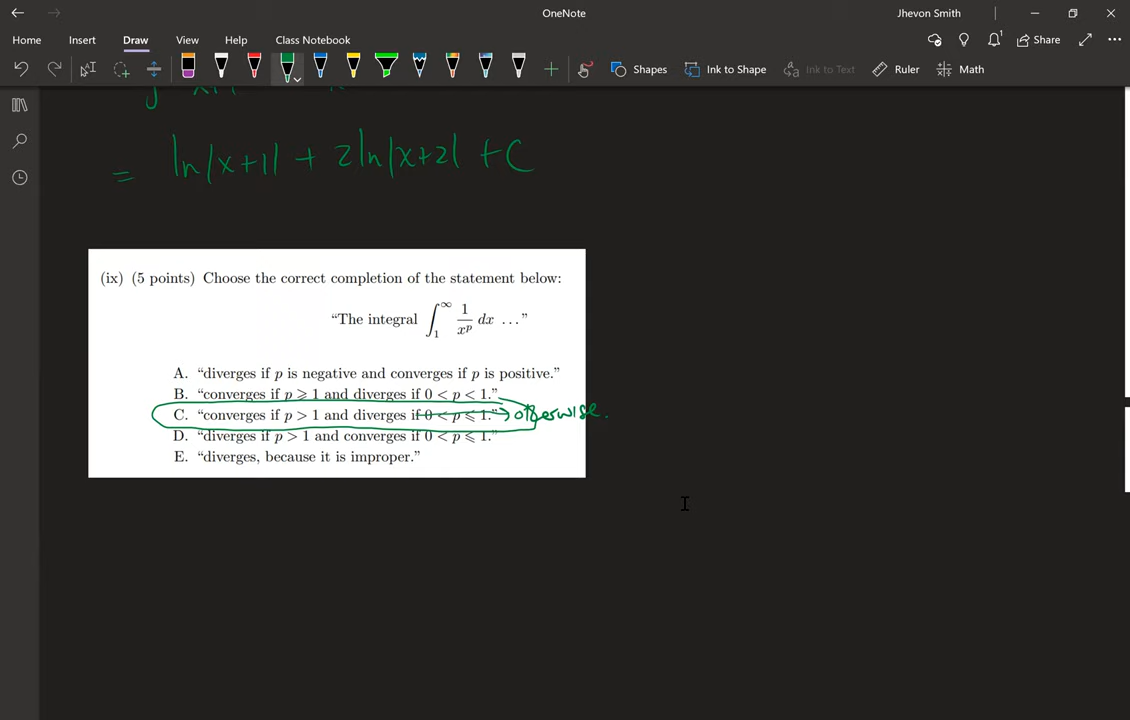 OneNote
Jhevon Smith
Home Insert Draw View Help Class Notebook
Share
Shapes Ink to Shape Ink to Text Ruler Math
= ln|x+1| + 2ln|x+2| + C
(ix) (5 points) Choose the correct completion of the statement below:
“The integral ∫₁^∞ 1/x^p dx …”
A. “diverges if p is negative and converges if p is positive.”
B. “converges if p ⩾ 1 and diverges if 0 < p < 1.”
C. “converges if p > 1 and diverges if 0 < p ⩽ 1.” → otherwise.
D. “diverges if p > 1 and converges if 0 < p ⩽ 1.”
E. “diverges, because it is improper.”